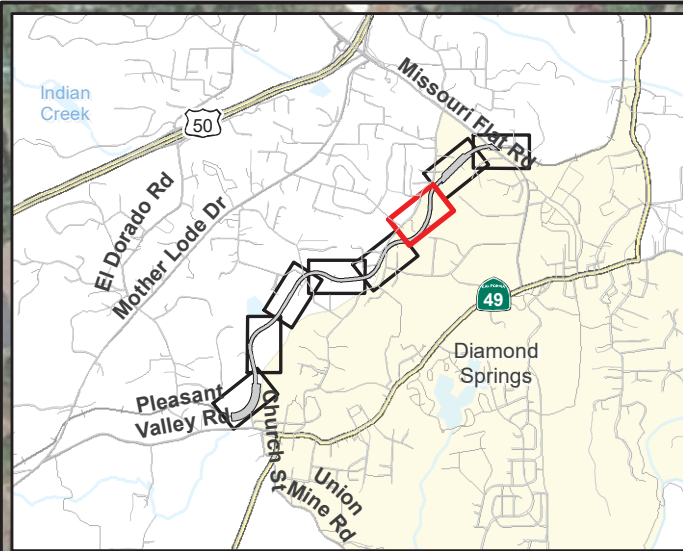 Missouri Flat Rd
Indian
Creek
50
El Dorado Rd
Mother Lode Dr
49
Diamond
Springs
Pleasant
Valley Rd
Church St
Union
Mine Rd